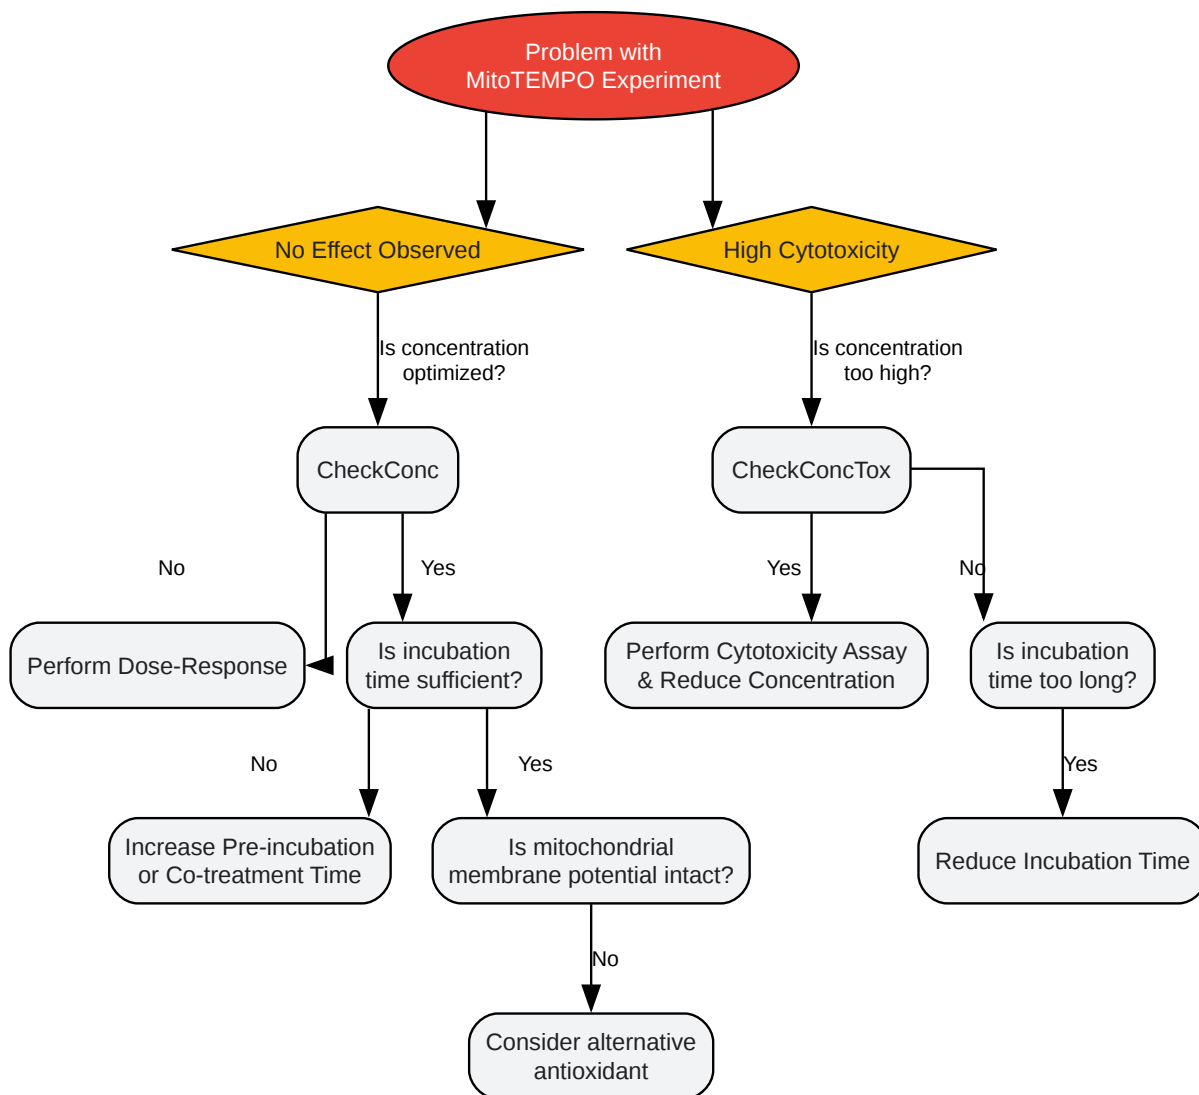 Problem with
MitoTEMPO Experiment
No Effect Observed
High Cytotoxicity
Is concentration
optimized?
Is concentration
too high?
CheckConc
CheckConcTox
No
Yes
Yes
No
Perform Dose-Response
Is incubation
time sufficient?
Perform Cytotoxicity Assay
& Reduce Concentration
Is incubation
time too long?
No
Yes
Yes
Increase Pre-incubation
or Co-treatment Time
Is mitochondrial
membrane potential intact?
Reduce Incubation Time
No
Consider alternative
antioxidant